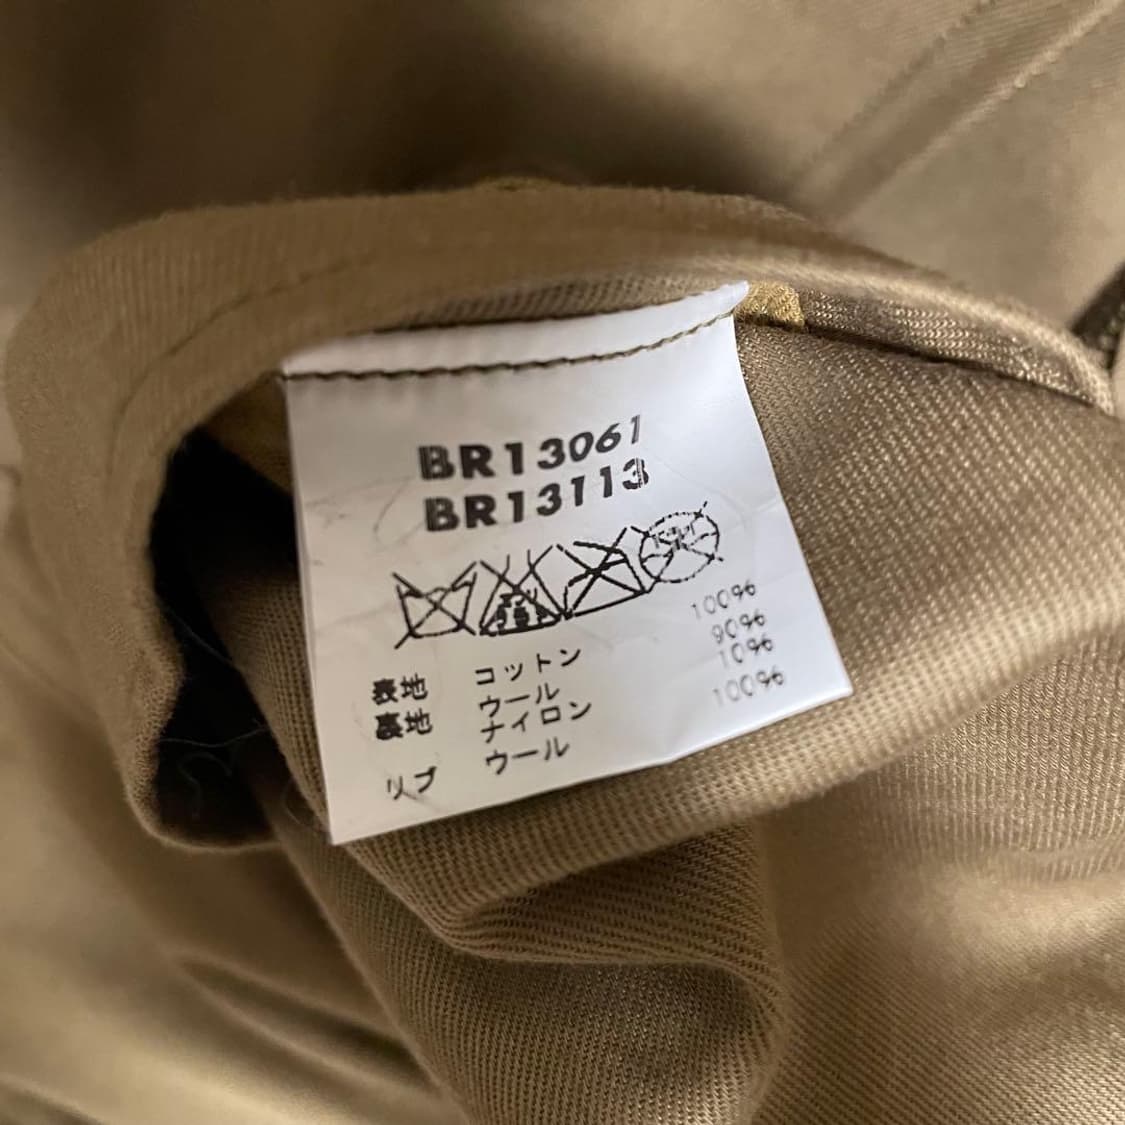 BR13061
BR13113
表地 コットン 100%
裏地 ウール 90%
ナイロン 10%
リブ ウール 100%